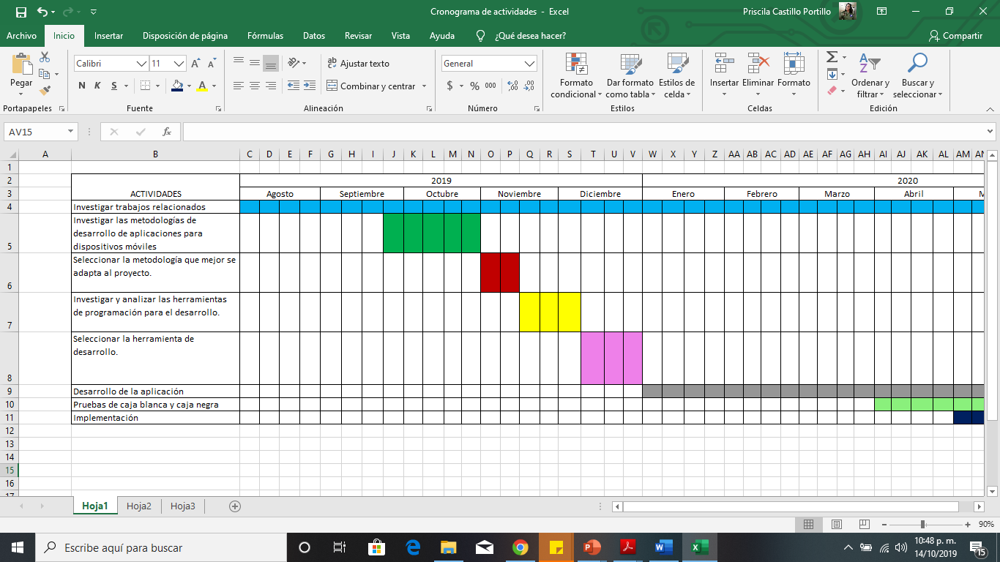 Cronograma de actividades - Excel
Priscila Castillo Portillo
Archivo Inicio Insertar Disposición de página Fórmulas Datos Revisar Vista Ayuda ¿Qué desea hacer? Compartir
Pegar
Portapapeles
Calibri 11
N K S
Fuente
Ajustar texto
Combinar y centrar
Alineación
General
$ % 000
Número
Formato condicional
Dar formato como tabla
Estilos de celda
Estilos
Insertar Eliminar Formato
Celdas
Ordenar y filtrar
Buscar y seleccionar
Edición
AV15
fx
A B C D E F G H I J K L M N O P Q R S T U V W X Y Z AA AB AC AD AE AF AG AH AI AJ AK AL AM AN
1
2 2019 2020
3 ACTIVIDADES Agosto Septiembre Octubre Noviembre Diciembre Enero Febrero Marzo Abril M
4 Investigar trabajos relacionados
Investigar las metodologías de
desarrollo de aplicaciones para
5 dispositivos móviles
Seleccionar la metodología que mejor se
adapta al proyecto.
6
Investigar y analizar las herramientas
de programación para el desarrollo.
7
Seleccionar la herramienta de
desarrollo.
8
9 Desarrollo de la aplicación
10 Pruebas de caja blanca y caja negra
11 Implementación
12
13
14
15
16
17
Hoja1 Hoja2 Hoja3
90%
Escribe aquí para buscar
10:48 p. m.
14/10/2019
15